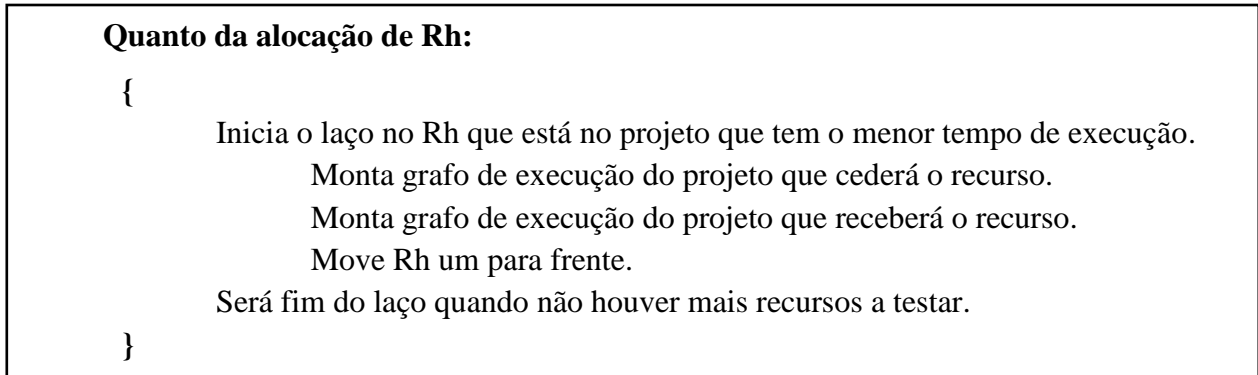 Quanto da alocação de Rh:
{
Inicia o laço no Rh que está no projeto que tem o menor tempo de execução.
Monta grafo de execução do projeto que cederá o recurso.
Monta grafo de execução do projeto que receberá o recurso.
Move Rh um para frente.
Será fim do laço quando não houver mais recursos a testar.
}